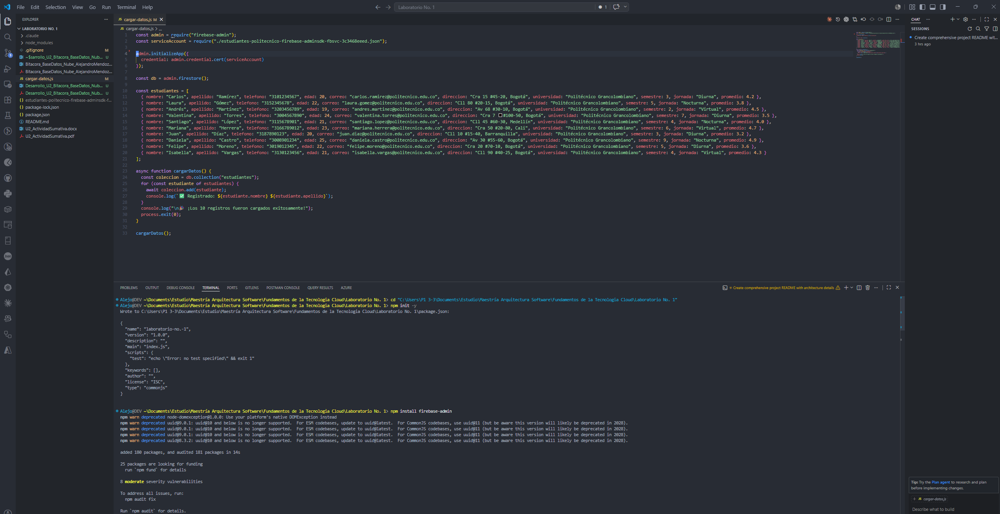 File Edit Selection View Go Run Terminal Help
Laboratorio No. 1
1
EXPLORER
LABORATORIO NO. 1
.claude
node_modules
.gitignore M
~$sarrollo_U2_Bitacora_BaseDatos_Nub... U
Bitacora_BaseDatos_Nube_AlejandroMendoz...
Bitacora_BaseDatos_Nube_AlejandroMendoz...
JS cargar-datos.js M
Desarrollo_U2_Bitacora_BaseDatos_Nub... U
Desarrollo_U2_Bitacora_BaseDatos_Nub... U
{} estudiantes-politecnico-firebase-adminsdk-f...
{} package-lock.json
{} package.json
README.md
U2_ActividadSumativa.docx
U2_ActividadSumativa.pdf
5
JS cargar-datos.js M
JS cargar-datos.js > ...
1 const admin = require("firebase-admin");
2 const serviceAccount = require("./estudiantes-politecnico-firebase-adminsdk-fbsvc-3c3468eeed.json");
3
4 admin.initializeApp({
5 credential: admin.credential.cert(serviceAccount)
6 });
7
8 const db = admin.firestore();
9
10 const estudiantes = [
11 { nombre: "Carlos", apellido: "Ramírez", telefono: "3101234567", edad: 20, correo: "carlos.ramirez@politecnico.edu.co", direccion: "Cra 15 #45-20, Bogotá", universidad: "Politécnico Grancolombiano", semestre: 3, jornada: "Diurna", promedio: 4.2 },
12 { nombre: "Laura", apellido: "Gómez", telefono: "3152345678", edad: 22, correo: "laura.gomez@politecnico.edu.co", direccion: "Cll 80 #20-15, Bogotá", universidad: "Politécnico Grancolombiano", semestre: 5, jornada: "Nocturna", promedio: 3.8 },
13 { nombre: "Andrés", apellido: "Martínez", telefono: "3203456789", edad: 19, correo: "andres.martinez@politecnico.edu.co", direccion: "Av 68 #30-10, Bogotá", universidad: "Politécnico Grancolombiano", semestre: 2, jornada: "Virtual", promedio: 4.5 },
14 { nombre: "Valentina", apellido: "Torres", telefono: "3004567890", edad: 24, correo: "valentina.torres@politecnico.edu.co", direccion: "Cra 7 #100-50, Bogotá", universidad: "Politécnico Grancolombiano", semestre: 7, jornada: "Diurna", promedio: 3.5 },
15 { nombre: "Santiago", apellido: "López", telefono: "3115678901", edad: 21, correo: "santiago.lopez@politecnico.edu.co", direccion: "Cll 45 #60-30, Medellín", universidad: "Politécnico Grancolombiano", semestre: 4, jornada: "Nocturna", promedio: 4.0 },
16 { nombre: "Mariana", apellido: "Herrera", telefono: "3166789012", edad: 23, correo: "mariana.herrera@politecnico.edu.co", direccion: "Cra 50 #20-80, Cali", universidad: "Politécnico Grancolombiano", semestre: 6, jornada: "Virtual", promedio: 4.7 },
17 { nombre: "Juan", apellido: "Díaz", telefono: "3187890123", edad: 20, correo: "juan.diaz@politecnico.edu.co", direccion: "Cll 10 #15-40, Barranquilla", universidad: "Politécnico Grancolombiano", semestre: 3, jornada: "Diurna", promedio: 3.2 },
18 { nombre: "Daniela", apellido: "Castro", telefono: "3008901234", edad: 25, correo: "daniela.castro@politecnico.edu.co", direccion: "Av 30 #55-60, Bogotá", universidad: "Politécnico Grancolombiano", semestre: 9, jornada: "Nocturna", promedio: 4.9 },
19 { nombre: "Felipe", apellido: "Moreno", telefono: "3019012345", edad: 22, correo: "felipe.moreno@politecnico.edu.co", direccion: "Cra 20 #70-10, Bogotá", universidad: "Politécnico Grancolombiano", semestre: 5, jornada: "Diurna", promedio: 3.6 },
20 { nombre: "Isabella", apellido: "Vargas", telefono: "3130123456", edad: 21, correo: "isabella.vargas@politecnico.edu.co", direccion: "Cll 90 #40-25, Bogotá", universidad: "Politécnico Grancolombiano", semestre: 4, jornada: "Virtual", promedio: 4.3 }
21 ];
22
23 async function cargarDatos() {
24 const coleccion = db.collection("estudiantes");
25 for (const estudiante of estudiantes) {
26 await coleccion.add(estudiante);
27 console.log(`✅ Registrado: ${estudiante.nombre} ${estudiante.apellido}`);
28 }
29 console.log("\n🎉 ¡Los 10 registros fueron cargados exitosamente!");
30 process.exit(0);
31 }
32
33 cargarDatos();
PROBLEMS OUTPUT DEBUG CONSOLE TERMINAL PORTS GITLENS POSTMAN CONSOLE QUERY RESULTS AZURE
Create comprehensive project README with architecture details
Alejo@DEV ~\Documents\Estudio\Maestría Arquitectura Software\Fundamentos de la Tecnologia Cloud\Laboratorio No. 1> cd "C:\Users\P1 3-3\Documents\Estudio\Maestría Arquitectura Software\Fundamentos de la Tecnologia Cloud\Laboratorio No. 1"
Alejo@DEV ~\Documents\Estudio\Maestría Arquitectura Software\Fundamentos de la Tecnologia Cloud\Laboratorio No. 1> npm init -y
Wrote to C:\Users\P1 3-3\Documents\Estudio\Maestría Arquitectura Software\Fundamentos de la Tecnologia Cloud\Laboratorio No. 1\package.json:
{
"name": "laboratorio-no.-1",
"version": "1.0.0",
"description": "",
"main": "index.js",
"scripts": {
"test": "echo \"Error: no test specified\" && exit 1"
},
"keywords": [],
"author": "",
"license": "ISC",
"type": "commonjs"
}
Alejo@DEV ~\Documents\Estudio\Maestría Arquitectura Software\Fundamentos de la Tecnologia Cloud\Laboratorio No. 1> npm install firebase-admin
npm warn deprecated node-domexception@1.0.0: Use your platform's native DOMException instead
npm warn deprecated uuid@9.0.1: uuid@10 and below is no longer supported. For ESM codebases, update to uuid@latest. For CommonJS codebases, use uuid@11 (but be aware this version will likely be deprecated in 2028).
npm warn deprecated uuid@9.0.1: uuid@10 and below is no longer supported. For ESM codebases, update to uuid@latest. For CommonJS codebases, use uuid@11 (but be aware this version will likely be deprecated in 2028).
npm warn deprecated uuid@9.0.1: uuid@10 and below is no longer supported. For ESM codebases, update to uuid@latest. For CommonJS codebases, use uuid@11 (but be aware this version will likely be deprecated in 2028).
npm warn deprecated uuid@8.3.2: uuid@10 and below is no longer supported. For ESM codebases, update to uuid@latest. For CommonJS codebases, use uuid@11 (but be aware this version will likely be deprecated in 2028).
added 180 packages, and audited 181 packages in 14s
25 packages are looking for funding
run `npm fund` for details
8 moderate severity vulnerabilities
To address all issues, run:
npm audit fix
Run `npm audit` for details.
CHAT
SESSIONS
Create comprehensive project README wit...
3 hrs ago
Tip: Try the Plan agent to research and plan
before implementing changes.
JS cargar-datos.js
Describe what to build